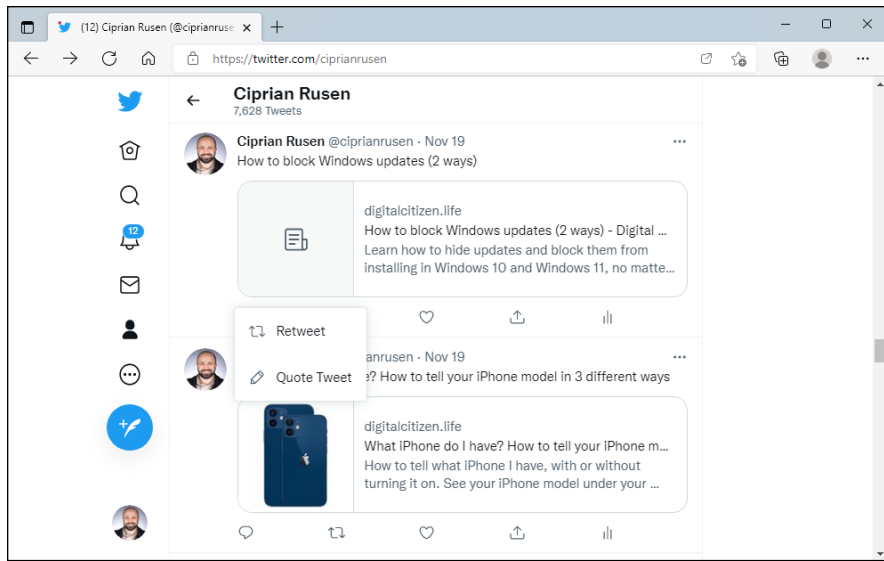 (12) Ciprian Rusen (@ciprianruse
https://twitter.com/ciprianrusen
Ciprian Rusen
7,628 Tweets
Ciprian Rusen @ciprianrusen · Nov 19
How to block Windows updates (2 ways)
digitalcitizen.life
How to block Windows updates (2 ways) - Digital ...
Learn how to hide updates and block them from
installing in Windows 10 and Windows 11, no matte...
12
Retweet
Quote Tweet
anrusen · Nov 19
e? How to tell your iPhone model in 3 different ways
digitalcitizen.life
What iPhone do I have? How to tell your iPhone m...
How to tell what iPhone I have, with or without
turning it on. See your iPhone model under your ...